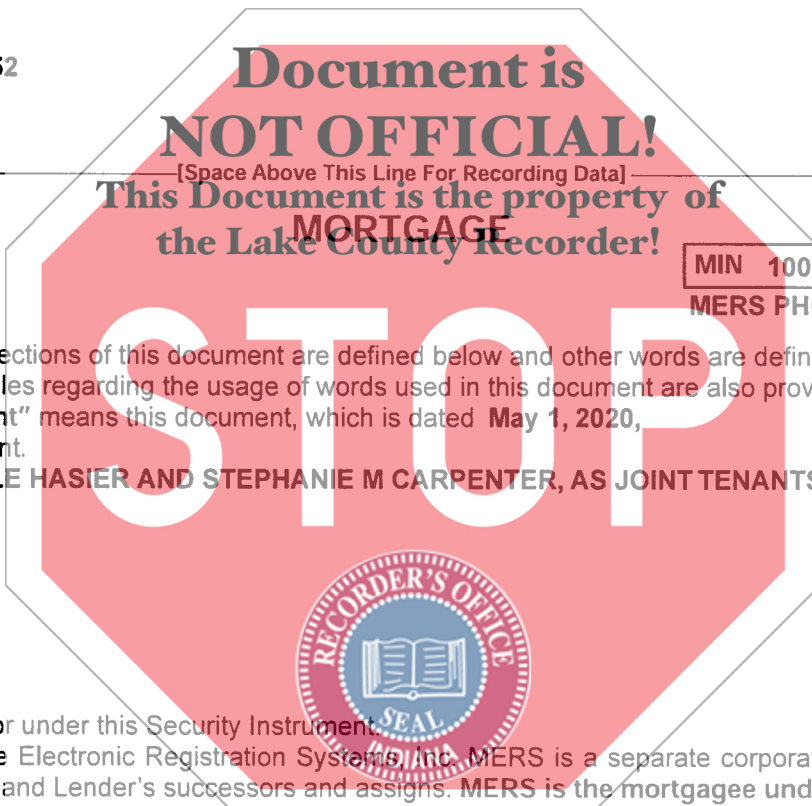 52
Document is
NOT OFFICIAL!
[Space Above This Line For Recording Data]
This Document is the property of
MORTGAGE
the Lake County Recorder!
MIN 100
MERS PH
STOP
ections of this document are defined below and other words are defin
les regarding the usage of words used in this document are also prov
nt" means this document, which is dated May 1, 2020,
nt.
LE HASIER AND STEPHANIE M CARPENTER, AS JOINT TENANTS
RECORDER'S OFFICE
SEAL
INDIANA
or under this Security Instrument.
e Electronic Registration Systems, Inc. MERS is a separate corpora
and Lender's successors and assigns. MERS is the mortgagee und